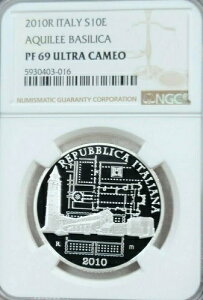 2010R ITALY S10E
AQUILEE BASILICA
PF 69 ULTRA CAMEO
5930403-016
NUMISMATIC GUARANTY CORPORATION
NGC
REPUBBLICA ITALIANA
R m
2010